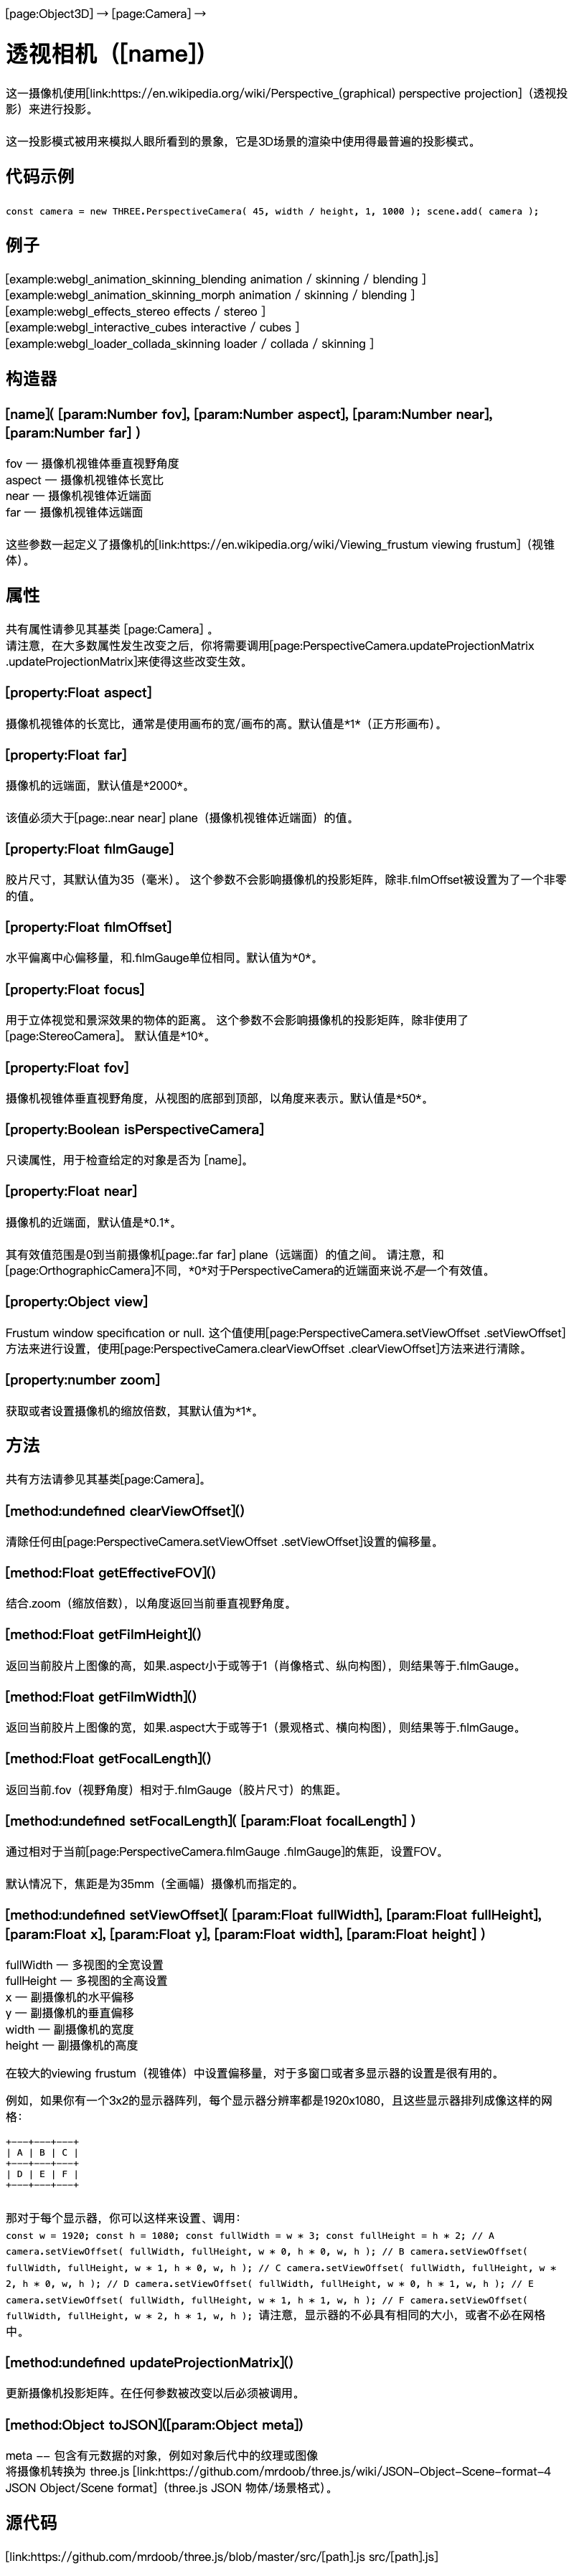 [page:Object3D] → [page:Camera] →
透视相机（[name]）
这一摄像机使用[link:https://en.wikipedia.org/wiki/Perspective_(graphical) perspective projection]（透视投
影）来进行投影。
这一投影模式被用来模拟人眼所看到的景象，它是3D场景的渲染中使用得最普遍的投影模式。
代码示例
const camera = new THREE.PerspectiveCamera( 45, width / height, 1, 1000 ); scene.add( camera );
例子
[example:webgl_animation_skinning_blending animation / skinning / blending ]
[example:webgl_animation_skinning_morph animation / skinning / blending ]
[example:webgl_effects_stereo effects / stereo ]
[example:webgl_interactive_cubes interactive / cubes ]
[example:webgl_loader_collada_skinning loader / collada / skinning ]
构造器
[name]( [param:Number fov], [param:Number aspect], [param:Number near],
[param:Number far] )
fov — 摄像机视锥体垂直视野角度
aspect — 摄像机视锥体长宽比
near — 摄像机视锥体近端面
far — 摄像机视锥体远端面
这些参数一起定义了摄像机的[link:https://en.wikipedia.org/wiki/Viewing_frustum viewing frustum]（视锥
体）。
属性
共有属性请参见其基类 [page:Camera] 。
请注意，在大多数属性发生改变之后，你将需要调用[page:PerspectiveCamera.updateProjectionMatrix
.updateProjectionMatrix]来使得这些改变生效。
[property:Float aspect]
摄像机视锥体的长宽比，通常是使用画布的宽/画布的高。默认值是*1*（正方形画布）。
[property:Float far]
摄像机的远端面，默认值是*2000*。
该值必须大于[page:.near near] plane（摄像机视锥体近端面）的值。
[property:Float filmGauge]
胶片尺寸，其默认值为35（毫米）。 这个参数不会影响摄像机的投影矩阵，除非.filmOffset被设置为了一个非零
的值。
[property:Float filmOffset]
水平偏离中心偏移量，和.filmGauge单位相同。默认值为*0*。
[property:Float focus]
用于立体视觉和景深效果的物体的距离。 这个参数不会影响摄像机的投影矩阵，除非使用了
[page:StereoCamera]。 默认值是*10*。
[property:Float fov]
摄像机视锥体垂直视野角度，从视图的底部到顶部，以角度来表示。默认值是*50*。
[property:Boolean isPerspectiveCamera]
只读属性，用于检查给定的对象是否为 [name]。
[property:Float near]
摄像机的近端面，默认值是*0.1*。
其有效值范围是0到当前摄像机[page:.far far] plane（远端面）的值之间。 请注意，和
[page:OrthographicCamera]不同，*0*对于PerspectiveCamera的近端面来说不是一个有效值。
[property:Object view]
Frustum window specification or null. 这个值使用[page:PerspectiveCamera.setViewOffset .setViewOffset]
方法来进行设置，使用[page:PerspectiveCamera.clearViewOffset .clearViewOffset]方法来进行清除。
[property:number zoom]
获取或者设置摄像机的缩放倍数，其默认值为*1*。
方法
共有方法请参见其基类[page:Camera]。
[method:undefined clearViewOffset]()
清除任何由[page:PerspectiveCamera.setViewOffset .setViewOffset]设置的偏移量。
[method:Float getEffectiveFOV]()
结合.zoom（缩放倍数），以角度返回当前垂直视野角度。
[method:Float getFilmHeight]()
返回当前胶片上图像的高，如果.aspect小于或等于1（肖像格式、纵向构图），则结果等于.filmGauge。
[method:Float getFilmWidth]()
返回当前胶片上图像的宽，如果.aspect大于或等于1（景观格式、横向构图），则结果等于.filmGauge。
[method:Float getFocalLength]()
返回当前.fov（视野角度）相对于.filmGauge（胶片尺寸）的焦距。
[method:undefined setFocalLength]( [param:Float focalLength] )
通过相对于当前[page:PerspectiveCamera.filmGauge .filmGauge]的焦距，设置FOV。
默认情况下，焦距是为35mm（全画幅）摄像机而指定的。
[method:undefined setViewOffset]( [param:Float fullWidth], [param:Float fullHeight],
[param:Float x], [param:Float y], [param:Float width], [param:Float height] )
fullWidth — 多视图的全宽设置
fullHeight — 多视图的全高设置
x — 副摄像机的水平偏移
y — 副摄像机的垂直偏移
width — 副摄像机的宽度
height — 副摄像机的高度
在较大的viewing frustum（视锥体）中设置偏移量，对于多窗口或者多显示器的设置是很有用的。
例如，如果你有一个3x2的显示器阵列，每个显示器分辨率都是1920x1080，且这些显示器排列成像这样的网
格：
+---+---+---+
| A | B | C |
+---+---+---+
| D | E | F |
+---+---+---+
那对于每个显示器，你可以这样来设置、调用：
const w = 1920; const h = 1080; const fullWidth = w * 3; const fullHeight = h * 2; // A
camera.setViewOffset( fullWidth, fullHeight, w * 0, h * 0, w, h ); // B camera.setViewOffset(
fullWidth, fullHeight, w * 1, h * 0, w, h ); // C camera.setViewOffset( fullWidth, fullHeight, w *
2, h * 0, w, h ); // D camera.setViewOffset( fullWidth, fullHeight, w * 0, h * 1, w, h ); // E
camera.setViewOffset( fullWidth, fullHeight, w * 1, h * 1, w, h ); // F camera.setViewOffset(
fullWidth, fullHeight, w * 2, h * 1, w, h ); 请注意，显示器的不必具有相同的大小，或者不必在网格
中。
[method:undefined updateProjectionMatrix]()
更新摄像机投影矩阵。在任何参数被改变以后必须被调用。
[method:Object toJSON]([param:Object meta])
meta -- 包含有元数据的对象，例如对象后代中的纹理或图像
将摄像机转换为 three.js [link:https://github.com/mrdoob/three.js/wiki/JSON-Object-Scene-format-4
JSON Object/Scene format]（three.js JSON 物体/场景格式）。
源代码
[link:https://github.com/mrdoob/three.js/blob/master/src/[path].js src/[path].js]